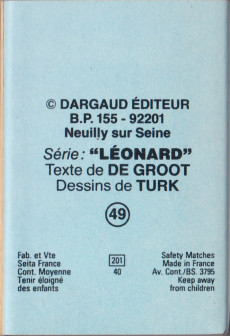 © DARGAUD ÉDITEUR
B.P. 155 - 92201
Neuilly sur Seine
Série: "LÉONARD"
Texte de DE GROOT
Dessins de TURK
49
Fab. et Vte
Seita France
Cont. Moyenne
Tenir éloigné
des enfants
201
40
Safety Matches
Made in France
Av. Cont./BS. 3795
Keep away
from children